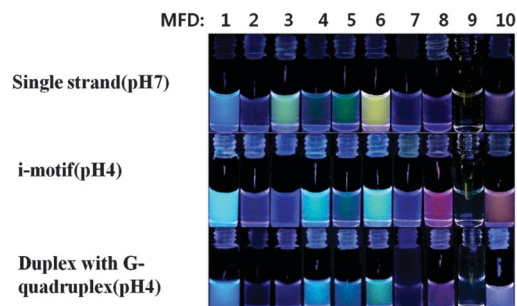 MFD: 1 2 3 4 5 6 7 8 9 10
Single strand(pH7)
i-motif(pH4)
Duplex with G-
quadruplex(pH4)